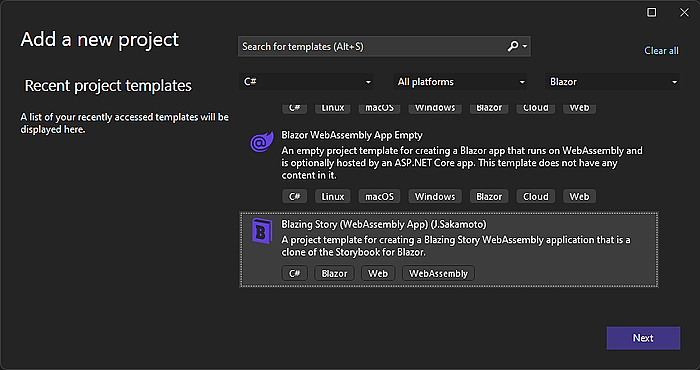 Add a new project
Search for templates (Alt+S)
Clear all
Recent project templates
C# All platforms Blazor
A list of your recently accessed templates will be
displayed here.
C# Linux macOS Windows Blazor Cloud Web
Blazor WebAssembly App Empty
An empty project template for creating a Blazor app that runs on WebAssembly and
is optionally hosted by an ASP.NET Core app. This template does not have any
content in it.
C# Linux macOS Windows Blazor Cloud Web
B
Blazing Story (WebAssembly App) (J.Sakamoto)
A project template for creating a Blazing Story WebAssembly application that is a
clone of the Storybook for Blazor.
C# Blazor Web WebAssembly
Next